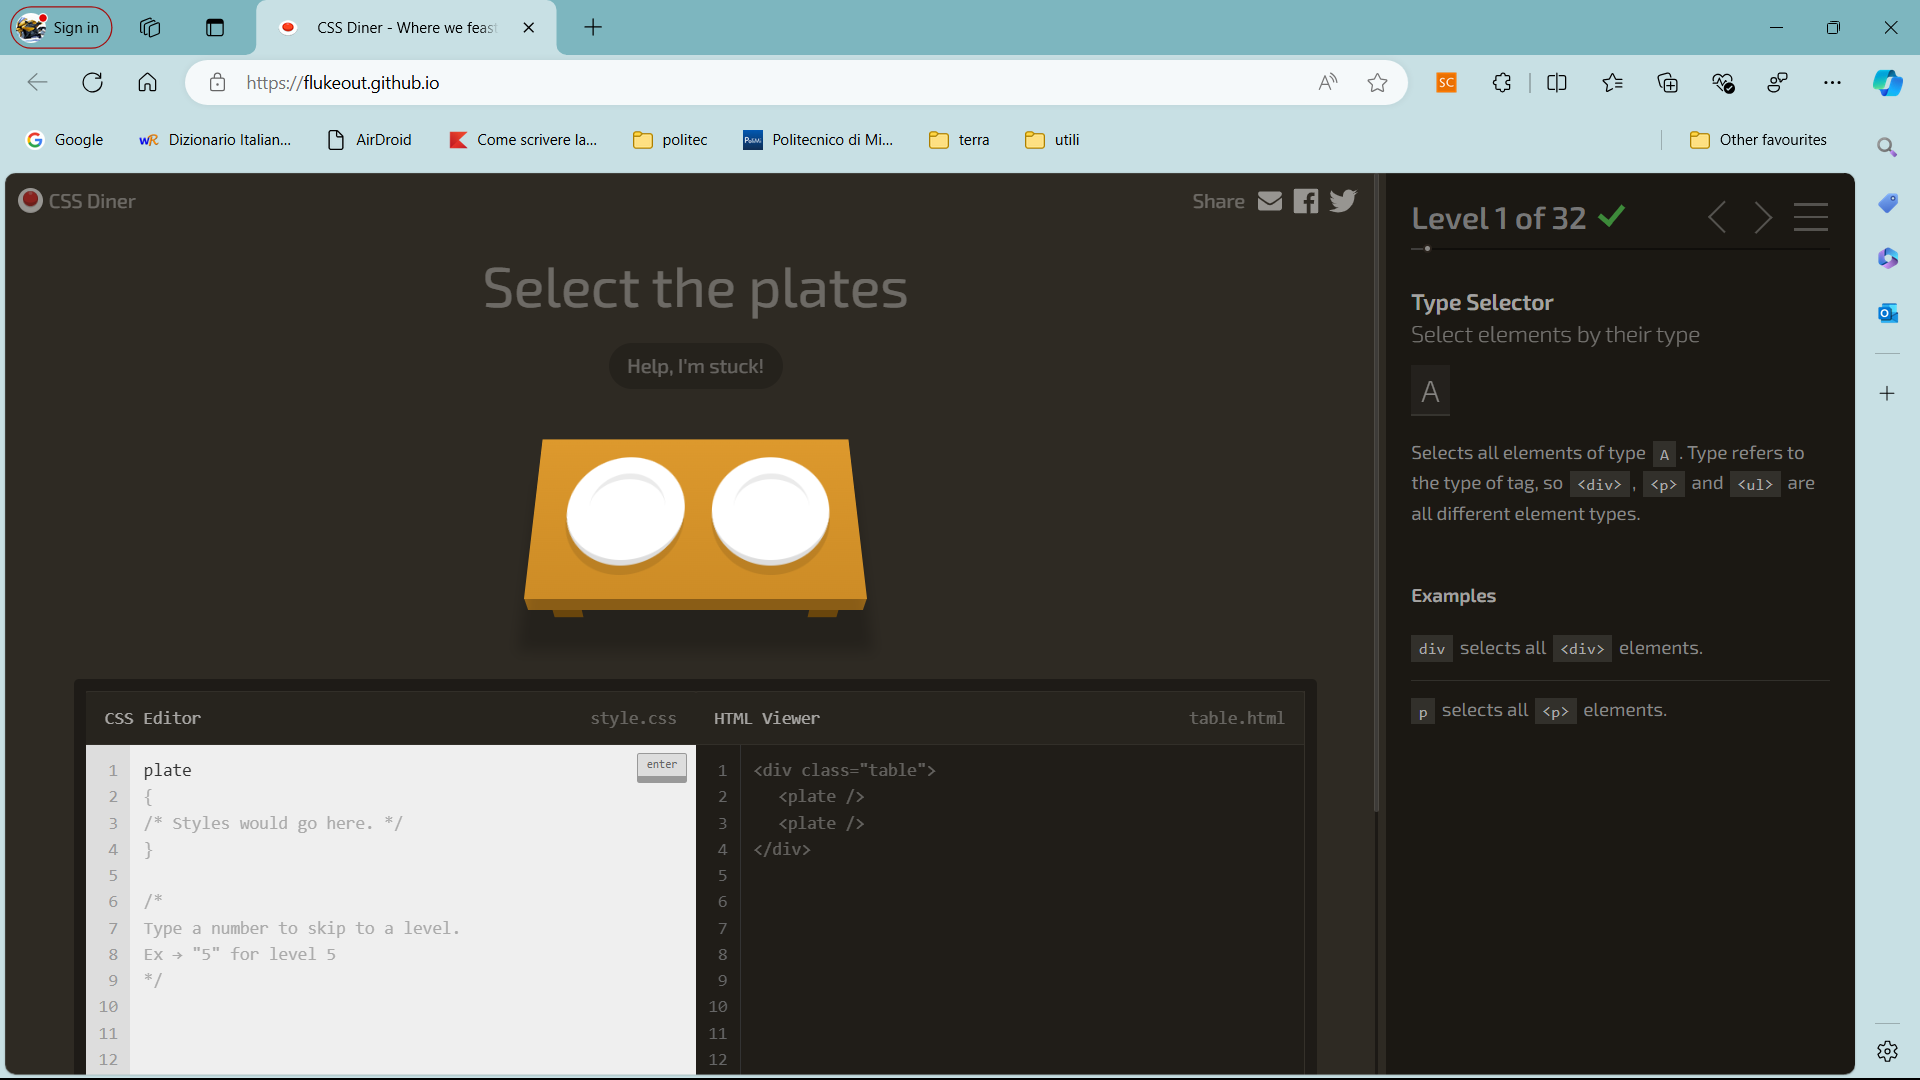 Sign in
CSS Diner - Where we feas
https://flukeout.github.io
SC
Google
Dizionario Italian...
AirDroid
Come scrivere la...
politec
Politecnico di Mi...
terra
utili
Other favourites
CSS Diner
Share
Select the plates
Help, I'm stuck!
CSS Editor
style.css
HTML Viewer
table.html
1 plate
enter
2 {
3 /* Styles would go here. */
4 }
5
6 /*
7 Type a number to skip to a level.
8 Ex → "5" for level 5
9 */
10
11
12
1 <div class="table">
2 <plate />
3 <plate />
4 </div>
5
6
7
8
9
10
11
12
Level 1 of 32
Type Selector
Select elements by their type
A
Selects all elements of type A . Type refers to
the type of tag, so <div> , <p> and <ul> are
all different element types.
Examples
div selects all <div> elements.
p selects all <p> elements.